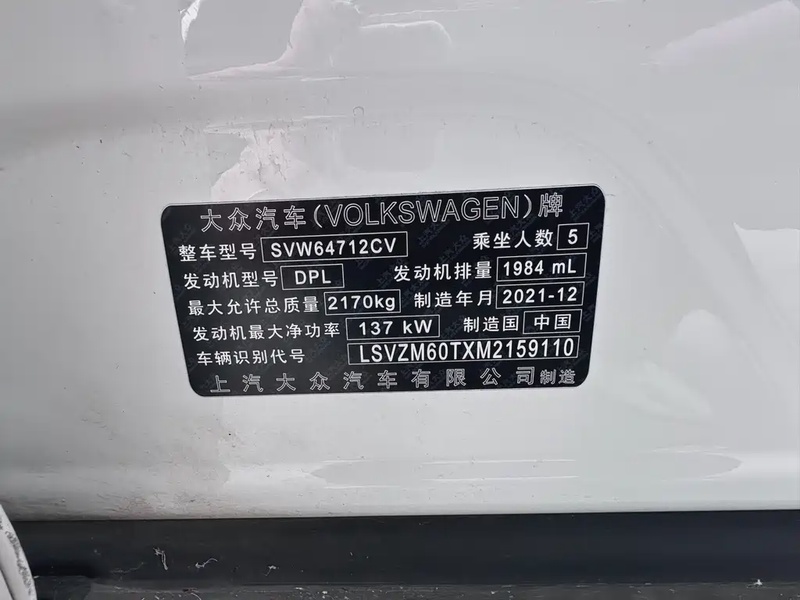 大众汽车(VOLKSWAGEN)牌
整车型号 SVW64712CV 乘坐人数 5
发动机型号 DPL 发动机排量 1984 mL
最大允许总质量 2170kg 制造年月 2021-12
发动机最大净功率 137 kW 制造国 中国
车辆识别代号 LSVZM60TXM2159110
上汽大众汽车有限公司制造